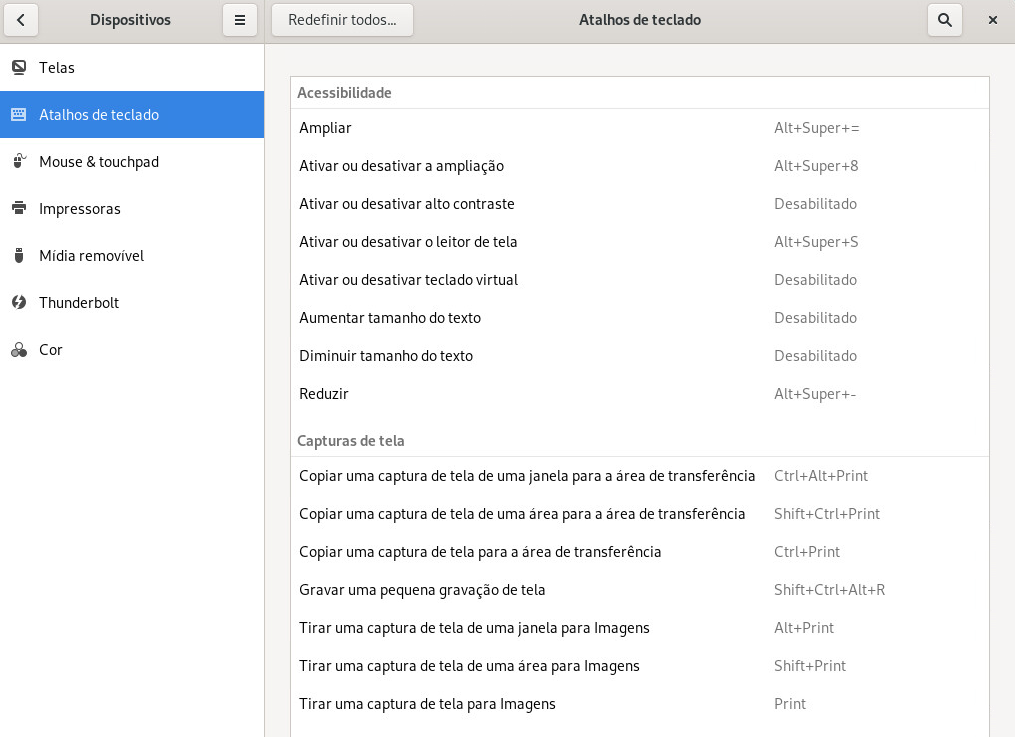 Dispositivos
Redefinir todos...
Atalhos de teclado
Telas
Atalhos de teclado
Mouse & touchpad
Impressoras
Mídia removível
Thunderbolt
Cor
Acessibilidade
Ampliar Alt+Super+=
Ativar ou desativar a ampliação Alt+Super+8
Ativar ou desativar alto contraste Desabilitado
Ativar ou desativar o leitor de tela Alt+Super+S
Ativar ou desativar teclado virtual Desabilitado
Aumentar tamanho do texto Desabilitado
Diminuir tamanho do texto Desabilitado
Reduzir Alt+Super+-
Capturas de tela
Copiar uma captura de tela de uma janela para a área de transferência Ctrl+Alt+Print
Copiar uma captura de tela de uma área para a área de transferência Shift+Ctrl+Print
Copiar uma captura de tela para a área de transferência Ctrl+Print
Gravar uma pequena gravação de tela Shift+Ctrl+Alt+R
Tirar uma captura de tela de uma janela para Imagens Alt+Print
Tirar uma captura de tela de uma área para Imagens Shift+Print
Tirar uma captura de tela para Imagens Print